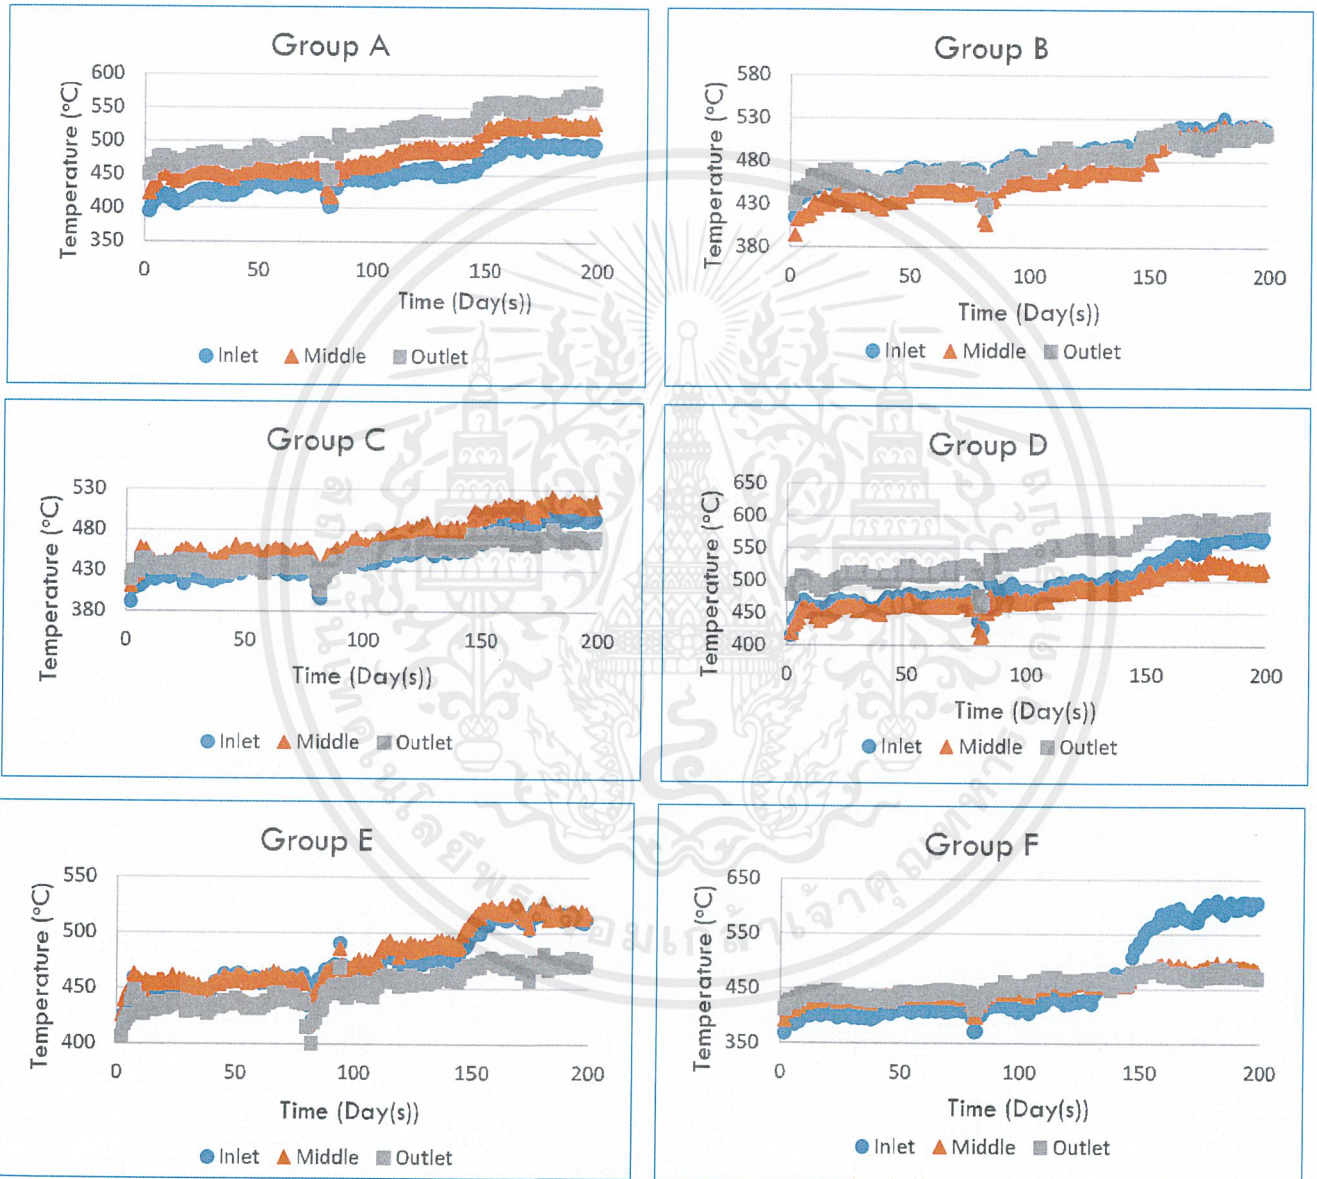 Group A
Temperature (°C)
600
550
500
450
400
350
0 50 100 150 200
Time (Day(s))
Inlet Middle Outlet
Group B
Temperature (°C)
580
530
480
430
380
0 50 100 150 200
Time (Day(s))
Inlet Middle Outlet
Group C
Temperature (°C)
530
480
430
380
0 50 100 150 200
Time (Day(s))
Inlet Middle Outlet
Group D
Temperature (°C)
650
600
550
500
450
400
0 50 100 150 200
Time (Day(s))
Inlet Middle Outlet
Group E
Temperature (°C)
550
500
450
400
0 50 100 150 200
Time (Day(s))
Inlet Middle Outlet
Group F
Temperature (°C)
650
550
450
350
0 50 100 150 200
Time (Day(s))
Inlet Middle Outlet